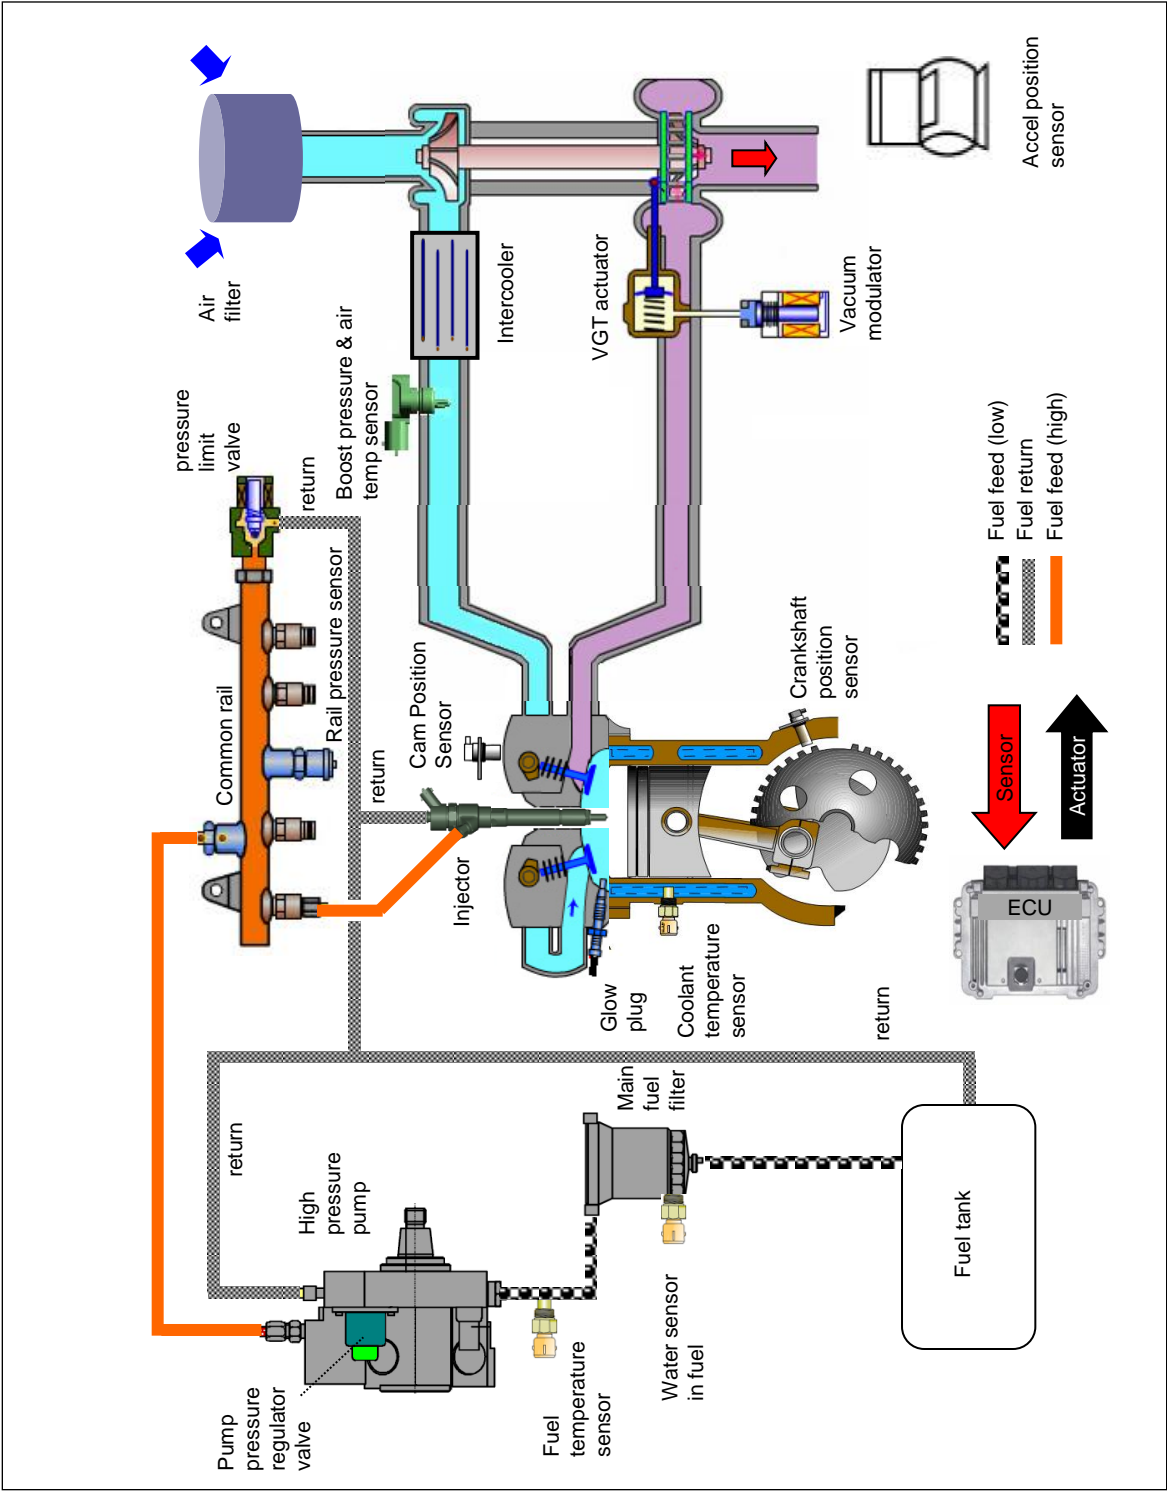 Air
filter
pressure
limit
valve
return
Boost pressure & air
temp sensor
Intercooler
VGT actuator
Vacuum
modulator
Accel position
sensor
Common rail
Rail pressure sensor
return
Cam Position
Sensor
Injector
Crankshaft
position
sensor
Fuel feed (low)
Fuel return
Fuel feed (high)
Sensor
Actuator
ECU
Glow
plug
Coolant
temperature
sensor
return
return
High
pressure
pump
Main
fuel
filter
Pump
pressure
regulator
valve
Fuel
temperature
sensor
Water sensor
in fuel
Fuel tank